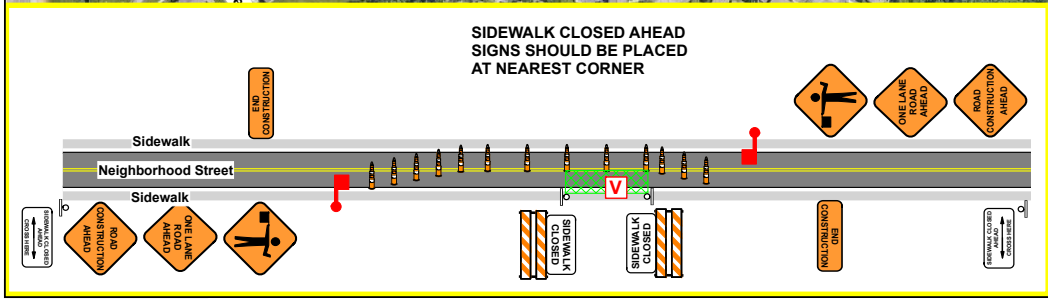 SIDEWALK CLOSED AHEAD
SIGNS SHOULD BE PLACED
AT NEAREST CORNER
END
CONSTRUCTION
ONE LANE
ROAD
AHEAD
ROAD
CONSTRUCTION
AHEAD
Sidewalk
Neighborhood Street
Sidewalk
V
SIDEWALK CLOSED
AHEAD
CROSS HERE
ROAD
CONSTRUCTION
AHEAD
ONE LANE
ROAD
AHEAD
SIDEWALK
CLOSED
SIDEWALK
CLOSED
END
CONSTRUCTION
SIDEWALK CLOSED
AHEAD
CROSS HERE